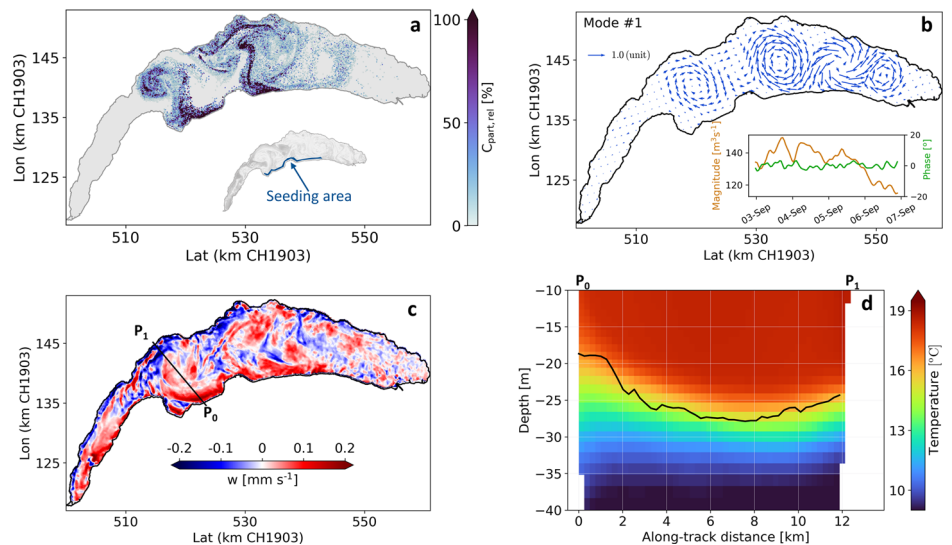 a
100
50
0
C_part,rel [%]
145
135
125
Lon (km CH1903)
Seeding area
510
530
550
Lat (km CH1903)
Mode #1
b
1.0 (unit)
145
135
125
Lon (km CH1903)
Magnitude [m³s⁻¹]
140
120
20
0
−20
Phase [°]
03-Sep
04-Sep
05-Sep
06-Sep
07-Sep
510
530
550
Lat (km CH1903)
c
P₁
P₀
145
135
125
Lon (km CH1903)
−0.2
−0.1
0
0.1
0.2
w [mm s⁻¹]
510
530
550
Lat (km CH1903)
P₀
P₁
d
−10
−15
−20
−25
−30
−35
−40
Depth [m]
0
2
4
6
8
10
12
Along-track distance [km]
19
16
13
10
Temperature [°C]